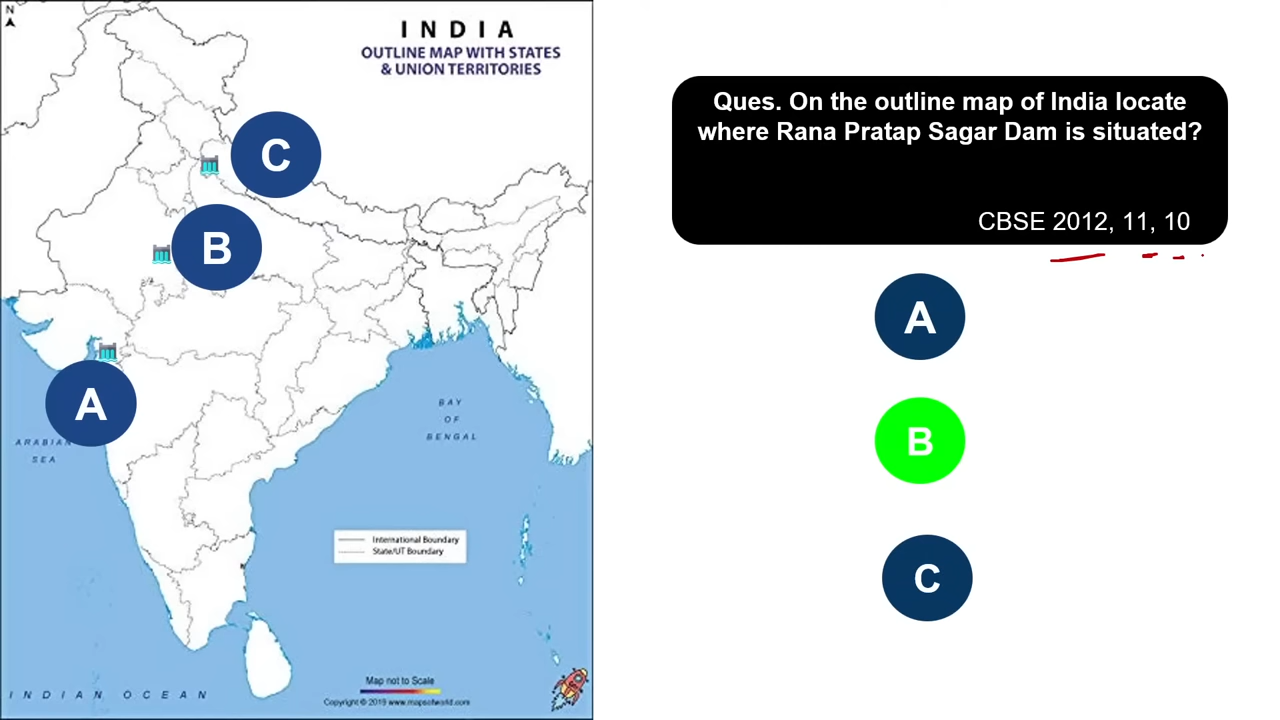 N
INDIA
OUTLINE MAP WITH STATES
& UNION TERRITORIES
C
B
A
ARABIAN
SEA
BAY
OF
BENGAL
International Boundary
State/UT Boundary
INDIAN OCEAN
Map not to Scale
Copyright © 2019 www.mapsofworld.com
Ques. On the outline map of India locate
where Rana Pratap Sagar Dam is situated?
CBSE 2012, 11, 10
A
B
C